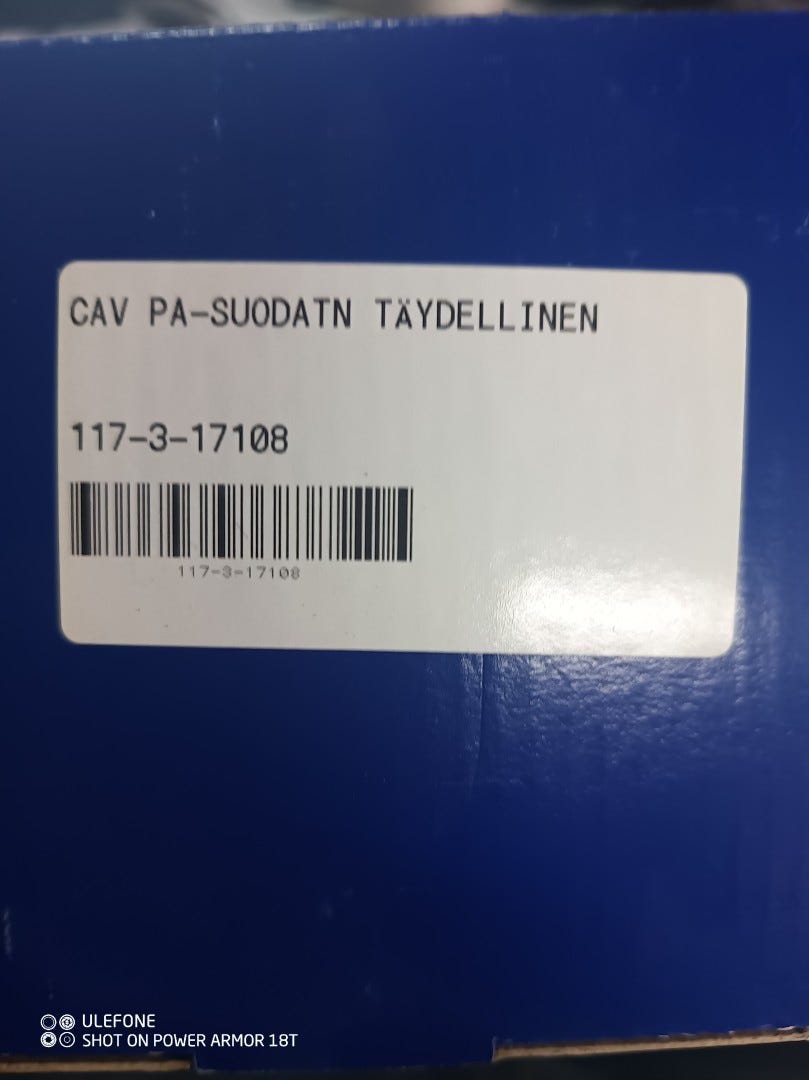 CAV PA-SUODATN TÄYDELLINEN
117-3-17108
117-3-17108
ULEFONE
SHOT ON POWER ARMOR 18T